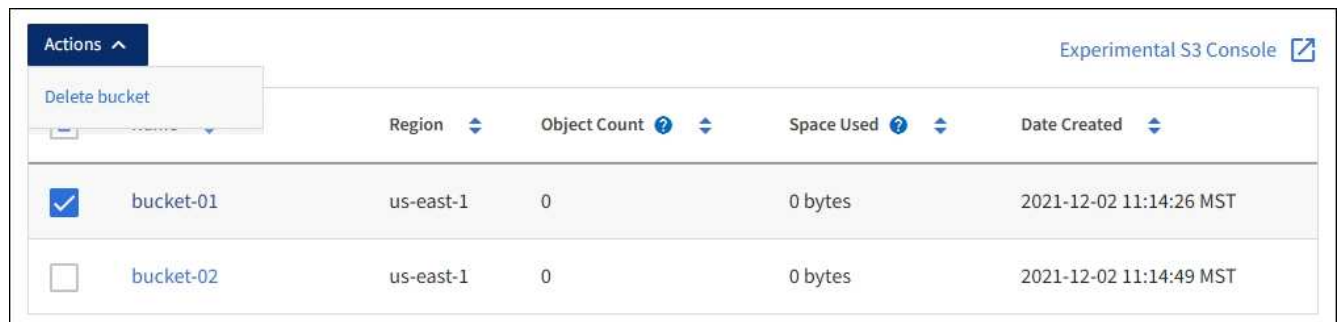 Actions
Experimental S3 Console
Delete bucket
Region Object Count Space Used Date Created
bucket-01 us-east-1 0 0 bytes 2021-12-02 11:14:26 MST
bucket-02 us-east-1 0 0 bytes 2021-12-02 11:14:49 MST